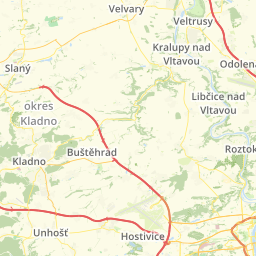 Velvary
Veltrusy
Kralupy nad
Vltavou
Slaný
Odolena
Libčice nad
Vltavou
okres
Kladno
Roztok
Buštěhrad
Kladno
Unhošť
Hostivice